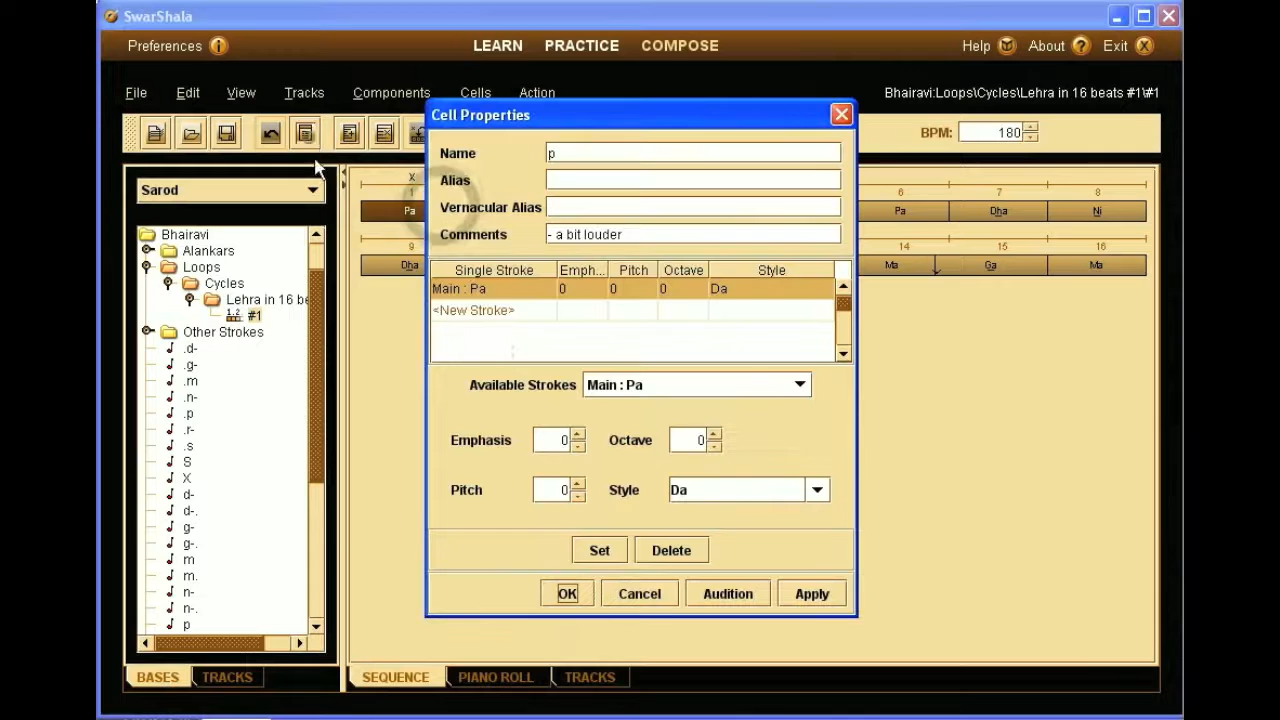 SwarShala
Preferences
LEARN PRACTICE COMPOSE
Help About Exit
File Edit View Tracks Components Cells Action
Bhairavi:Loops\Cycles\Lehra in 16 beats #1\#1
BPM: 180
Sarod
Bhairavi
Alankars
Loops
Cycles
Lehra in 16 be
#1
Other Strokes
.d-
.g-
.m
.n-
.p
.r-
.s
S
X
d-
d-.
g-
g-.
m
m.
n-
n-.
p
BASES TRACKS
X
1 6 7 8
Pa Pa Dha Ni
9 14 15 16
Dha Ma Ga Ma
Cell Properties
Name p
Alias
Vernacular Alias
Comments - a bit louder
Single Stroke Emph... Pitch Octave Style
Main : Pa 0 0 0 Da
<New Stroke>
Available Strokes Main : Pa
Emphasis 0 Octave 0
Pitch 0 Style Da
Set Delete
OK Cancel Audition Apply
SEQUENCE PIANO ROLL TRACKS